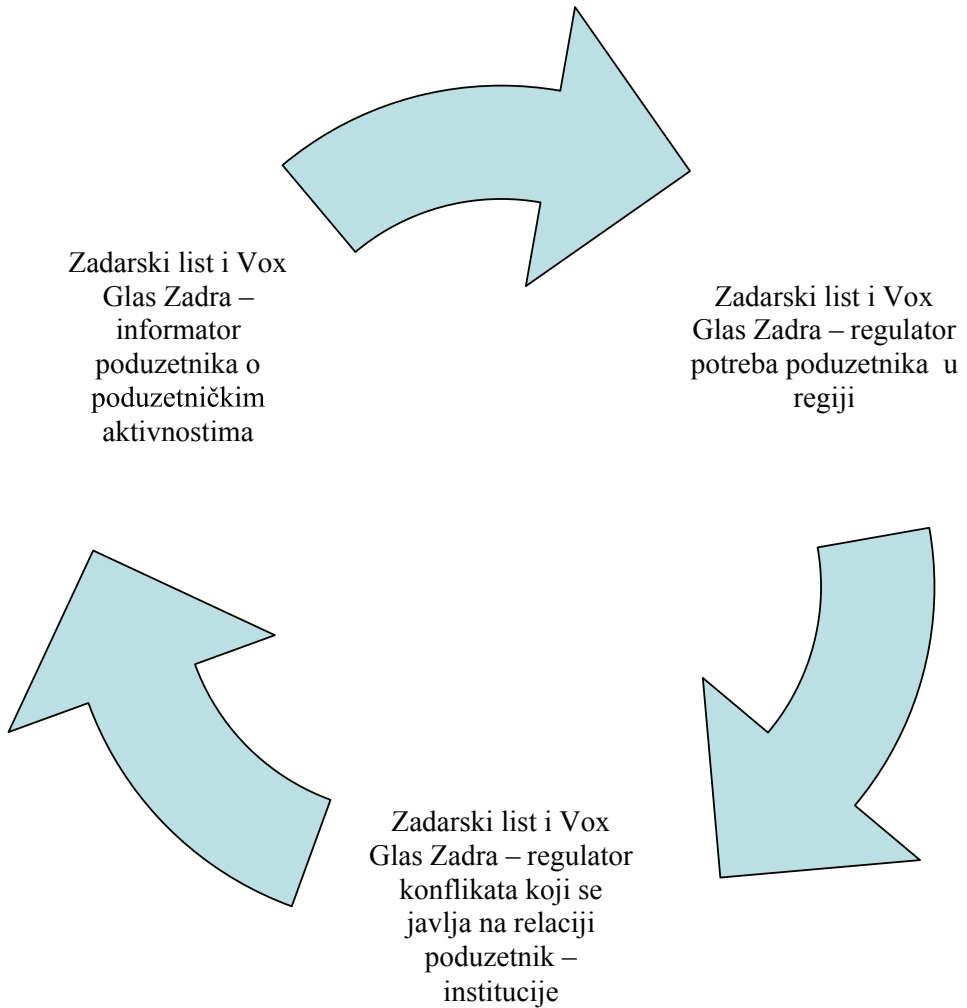 Zadarski list i Vox
Glas Zadra –
informator
poduzetnika o
poduzetničkim
aktivnostima
Zadarski list i Vox
Glas Zadra – regulator
potreba poduzetnika  u
regiji
Zadarski list i Vox
Glas Zadra – regulator
konflikata koji se
javlja na relaciji
poduzetnik –
institucije